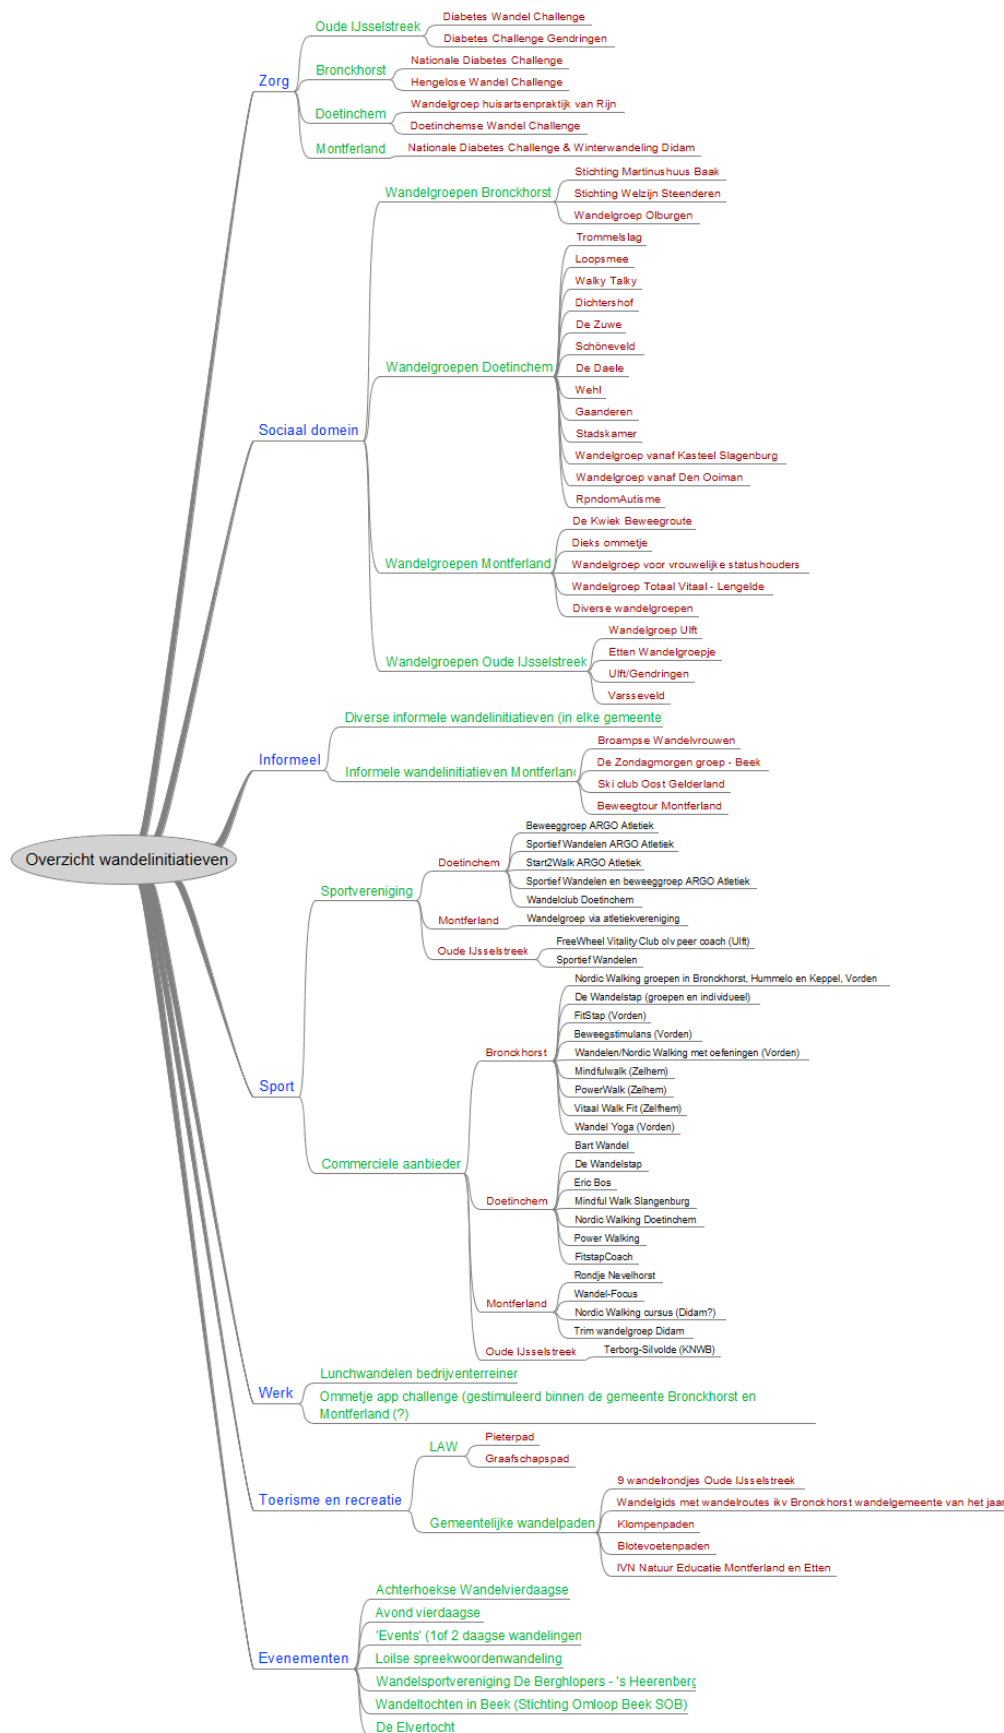 Overzicht wandelinitiatieven
Zorg
Oude IJsselstreek
Diabetes Wandel Challenge
Diabetes Challenge Gendringen
Bronckhorst
Nationale Diabetes Challenge
Hengelose Wandel Challenge
Doetinchem
Wandelgroep huisartsenpraktijk van Rijn
Doetinchemse Wandel Challenge
Montferland
Nationale Diabetes Challenge & Winterwandeling Didam
Sociaal domein
Wandelgroepen Bronckhorst
Stichting Martinushuus Baak
Stichting Welzijn Steenderen
Wandelgroep Olburgen
Wandelgroepen Doetinchem
Trommelslag
Loopsmee
Walky Talky
Dichtershof
De Zuwe
Schöneveld
De Daele
Wehl
Gaanderen
Stadskamer
Wandelgroep vanaf Kasteel Slagenburg
Wandelgroep vanaf Den Ooiman
RpndomAutisme
Wandelgroepen Montferland
De Kwiek Beweegroute
Dieks ommetje
Wandelgroep voor vrouwelijke statushouders
Wandelgroep Totaal Vitaal - Lengelde
Diverse wandelgroepen
Wandelgroepen Oude IJsselstreek
Wandelgroep Ulft
Etten Wandelgroepje
Ulft/Gendringen
Varsseveld
Informeel
Diverse informele wandelinitiatieven (in elke gemeente
Informele wandelinitiatieven Montferland
Broampse Wandelvrouwen
De Zondagmorgen groep - Beek
Ski club Oost Gelderland
Beweegtour Montferland
Sport
Sportvereniging
Doetinchem
Beweeggroep ARGO Atletiek
Sportief Wandelen ARGO Atletiek
Start2Walk ARGO Atletiek
Sportief Wandelen en beweeggroep ARGO Atletiek
Wandelclub Doetinchem
Montferland
Wandelgroep via atletiekvereniging
Oude IJsselstreek
FreeWheel Vitality Club olv peer coach (Ulft)
Sportief Wandelen
Commerciele aanbieder
Bronckhorst
Nordic Walking groepen in Bronckhorst, Hummelo en Keppel, Vorden
De Wandelstap (groepen en individueel)
FitStap (Vorden)
Beweegstimulans (Vorden)
Wandelen/Nordic Walking met oefeningen (Vorden)
Mindfulwalk (Zelhem)
PowerWalk (Zelhem)
Vitaal Walk Fit (Zelfhem)
Wandel Yoga (Vorden)
Doetinchem
Bart Wandel
De Wandelstap
Eric Bos
Mindful Walk Slangenburg
Nordic Walking Doetinchem
Power Walking
FitstapCoach
Montferland
Rondje Nevelhorst
Wandel-Focus
Nordic Walking cursus (Didam?)
Trim wandelgroep Didam
Oude IJsselstreek
Terborg-Silvolde (KNWB)
Werk
Lunchwandelen bedrijventerreiner
Ommetje app challenge (gestimuleerd binnen de gemeente Bronckhorst en
Montferland (?)
Toerisme en recreatie
LAW
Pieterpad
Graafschapspad
Gemeentelijke wandelpaden
9 wandelrondjes Oude IJsselstreek
Wandelgids met wandelroutes ikv Bronckhorst wandelgemeente van het jaar
Klompenpaden
Blotevoetenpaden
IVN Natuur Educatie Montferland en Etten
Evenementen
Achterhoekse Wandelvierdaagse
Avond vierdaagse
'Events' (1of 2 daagse wandelingen
Loilse spreekwoordenwandeling
Wandelsportvereniging De Berghlopers - 's Heerenberg
Wandeltochten in Beek (Stichting Omloop Beek SOB)
De Elvertocht